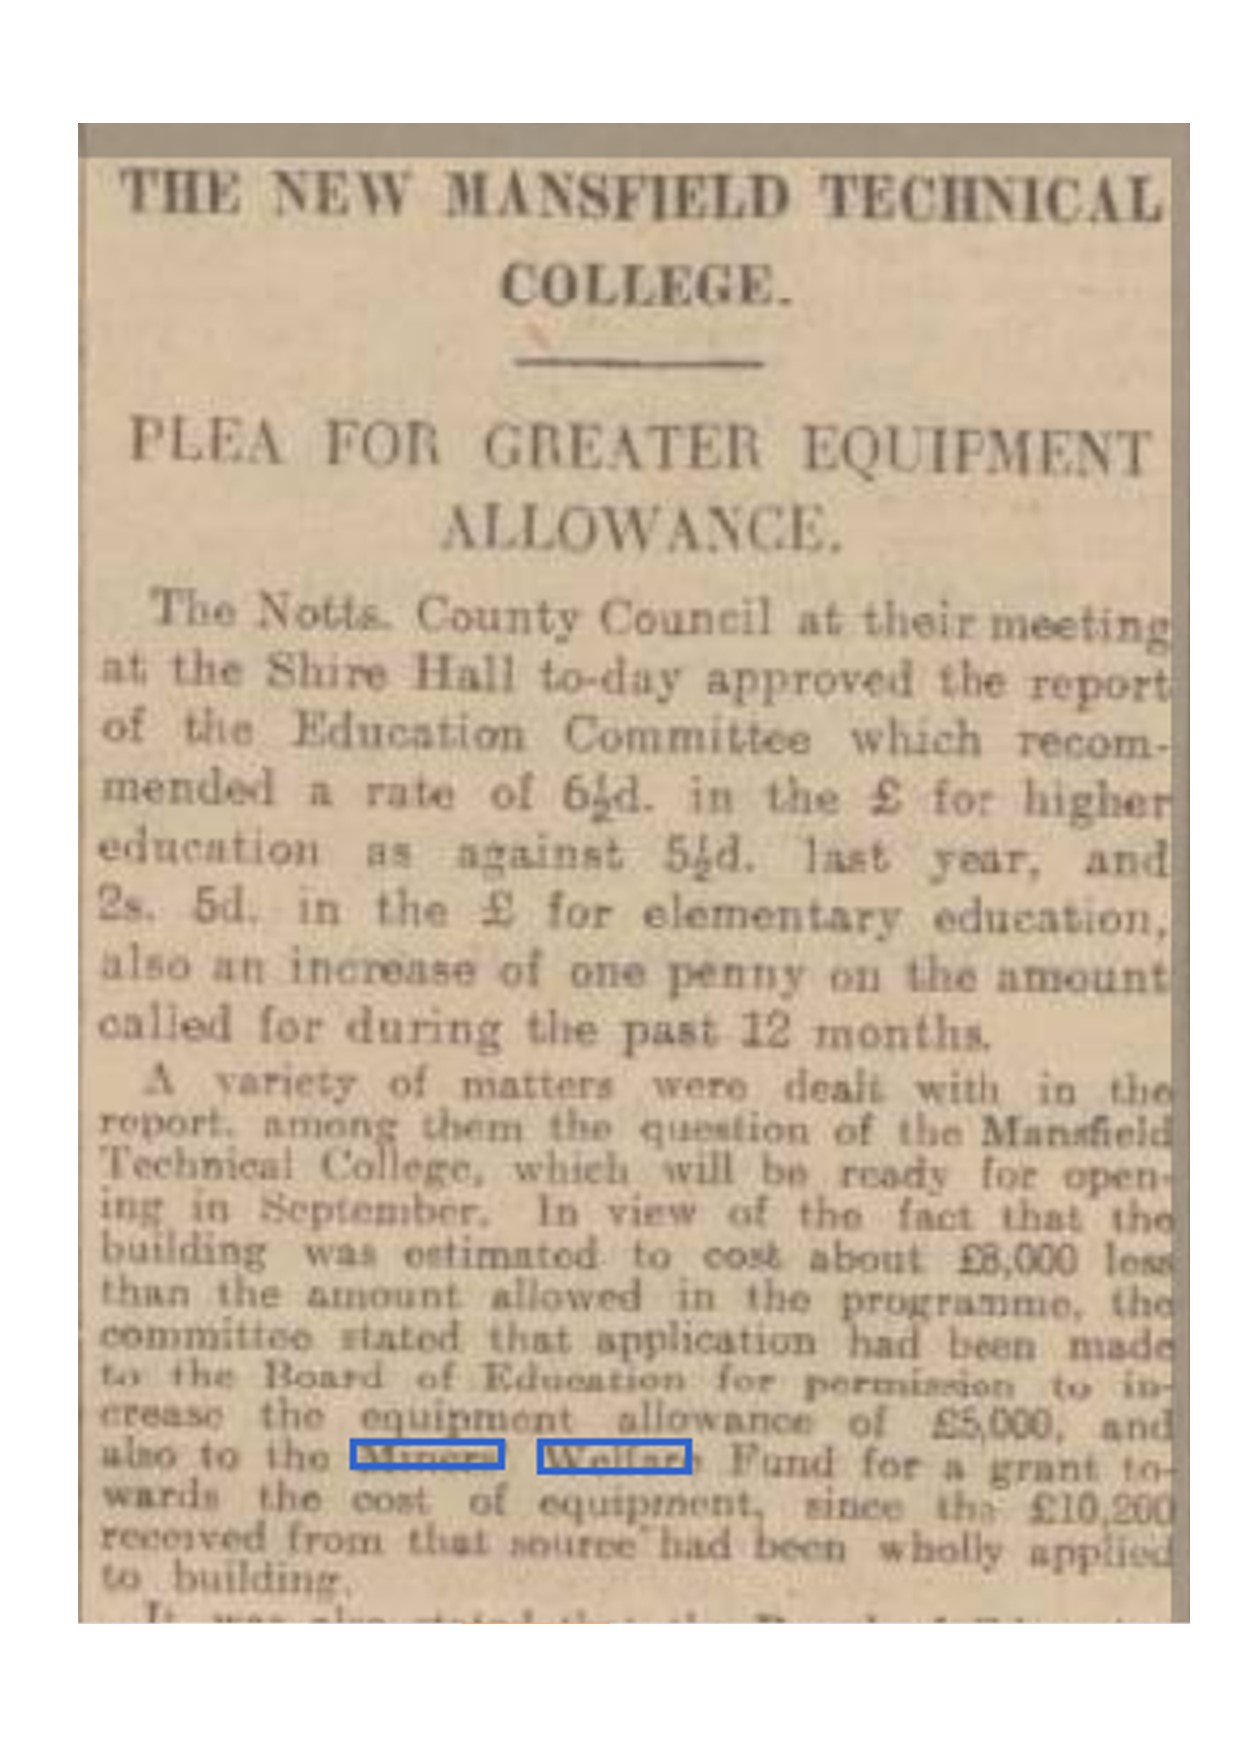 THE NEW MANSFIELD TECHNICAL
COLLEGE.
PLEA FOR GREATER EQUIPMENT
ALLOWANCE.
The Notts. County Council at their meeting
at the Shire Hall to-day approved the report
of the Education Committee which recom-
mended a rate of 6½d. in the £ for higher
education as against 5½d. last year, and
2s. 5d. in the £ for elementary education,
also an increase of one penny on the amount
called for during the past 12 months.
A variety of matters were dealt with in the
report, among them the question of the Mansfield
Technical College, which will be ready for open-
ing in September. In view of the fact that the
building was estimated to cost about £8,000 less
than the amount allowed in the programme, the
committee stated that application had been made
to the Board of Education for permission to in-
crease the equipment allowance of £5,000, and
also to the Miners Welfare Fund for a grant to-
wards the cost of equipment, since the £10,200
received from that source had been wholly applied
to building.
It was also stated that the